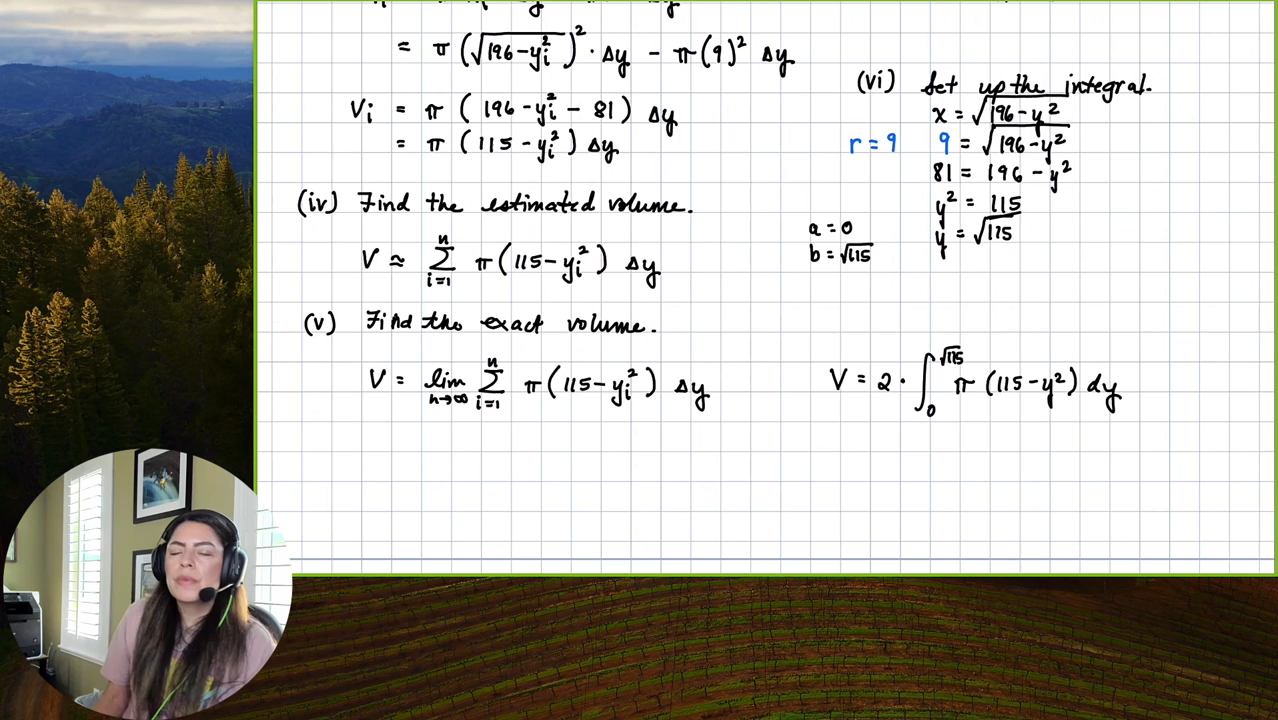 = π(√(196-yᵢ²))² · Δy - π(9)² Δy
Vᵢ = π(196-yᵢ² - 81) Δy
= π(115-yᵢ²) Δy
(iv) Find the estimated volume.
V ≈ ∑ᵢ₌₁ⁿ π(115-yᵢ²) Δy
(v) Find the exact volume.
V = lim n→∞ ∑ᵢ₌₁ⁿ π(115-yᵢ²) Δy
(vi) Set up the integral.
x = √(196-y²)
r = 9 9 = √(196-y²)
81 = 196 - y²
y² = 115
y = √115
a = 0
b = √115
V = 2 · ∫₀^√115 π(115-y²) dy